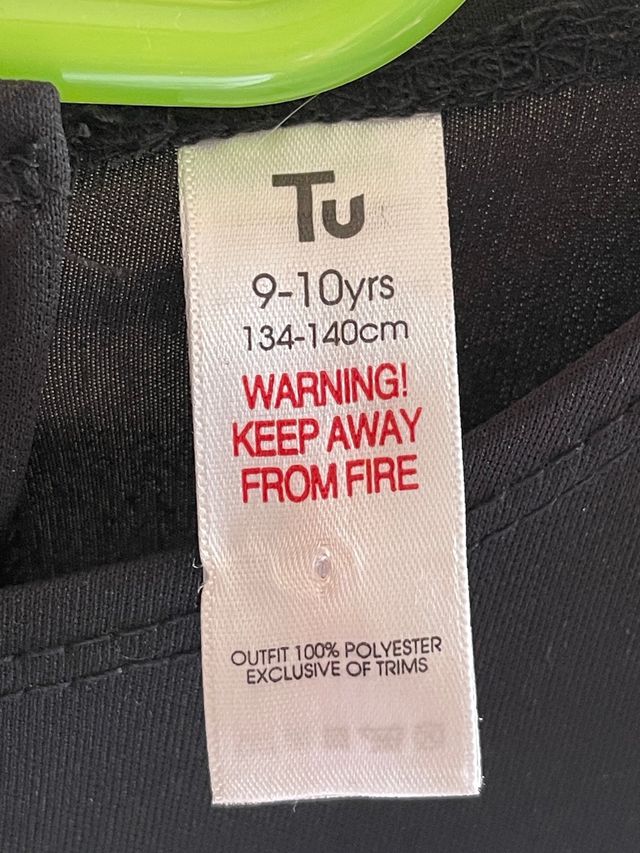 Tu
9-10yrs
134-140cm
WARNING!
KEEP AWAY
FROM FIRE
OUTFIT 100% POLYESTER
EXCLUSIVE OF TRIMS